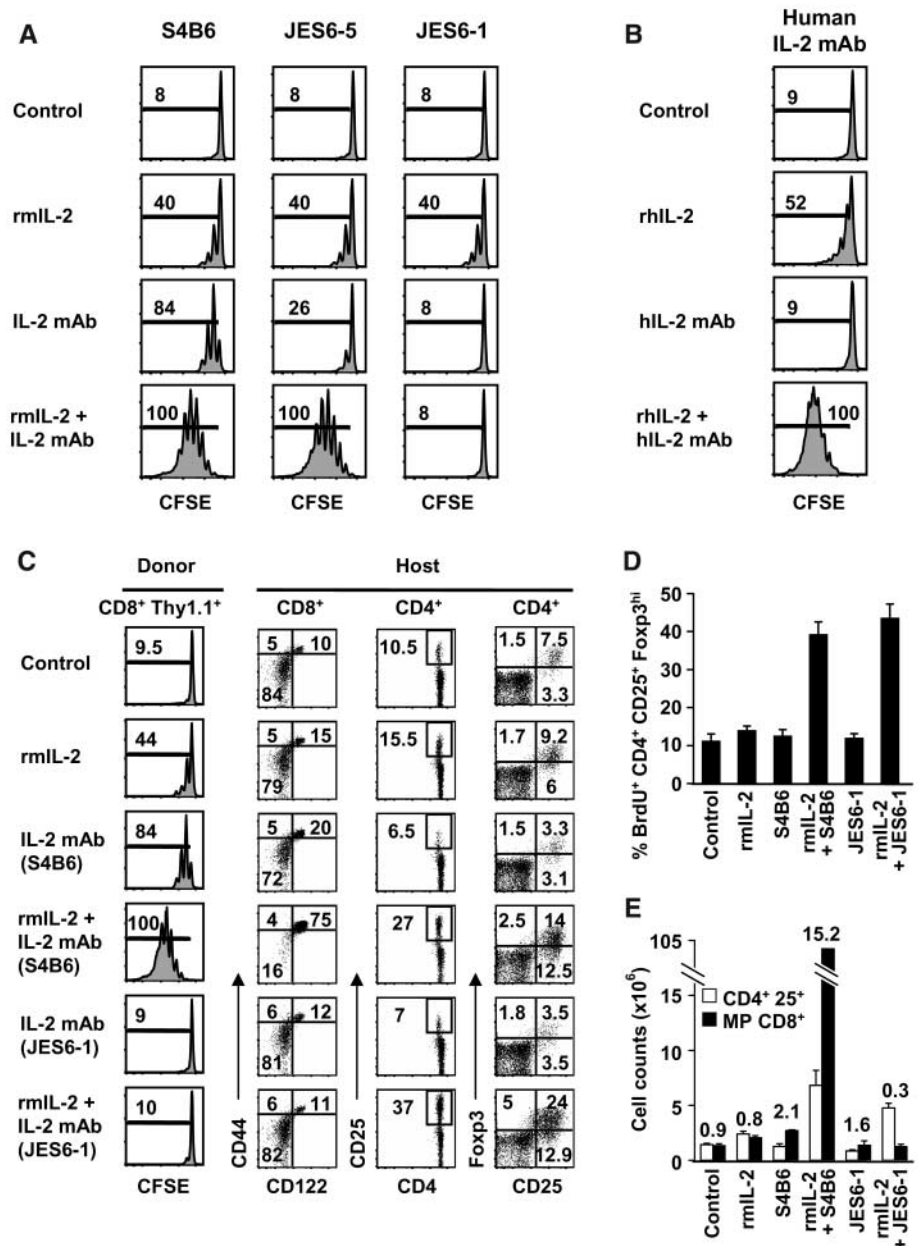 A
S4B6 JES6-5 JES6-1
Control 8 8 8
rmIL-2 40 40 40
IL-2 mAb 84 26 8
rmIL-2 +
IL-2 mAb 100 100 8
CFSE CFSE CFSE
B
Human
IL-2 mAb
Control 9
rhIL-2 52
hIL-2 mAb 9
rhIL-2 +
hIL-2 mAb 100
CFSE
C
Donor Host
CD8+ Thy1.1+ CD8+ CD4+ CD4+
Control 9.5 5 10 84 10.5 1.5 7.5 3.3
rmIL-2 44 5 15 79 15.5 1.7 9.2 6
IL-2 mAb
(S4B6) 84 5 20 72 6.5 1.5 3.3 3.1
rmIL-2 +
IL-2 mAb
(S4B6) 100 4 75 16 27 2.5 14 12.5
IL-2 mAb
(JES6-1) 9 6 12 81 7 1.8 3.5 3.5
rmIL-2 +
IL-2 mAb
(JES6-1) 10 6 11 82 37 5 24 12.9
CD44 CD25 Foxp3
CFSE CD122 CD4 CD25
D
% BrdU+ CD4+ CD25+ Foxp3hi
50
40
30
20
10
0
Control
rmIL-2
S4B6
rmIL-2
+ S4B6
JES6-1
rmIL-2
+ JES6-1
E
Cell counts (x10⁶)
105
15
10
5
0
CD4+ 25+
MP CD8+
0.9 0.8 2.1 15.2 1.6 0.3
Control
rmIL-2
S4B6
rmIL-2
+ S4B6
JES6-1
rmIL-2
+ JES6-1